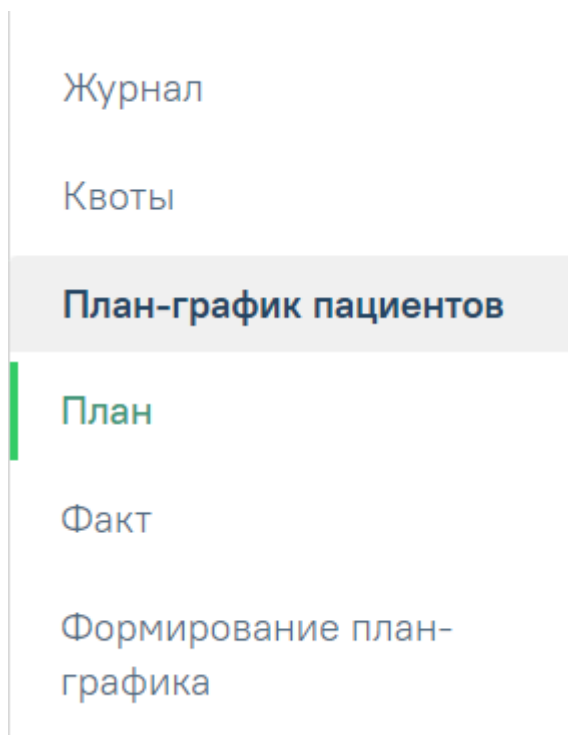 Журнал
Квоты
План-график пациентов
План
Факт
Формирование план-
графика